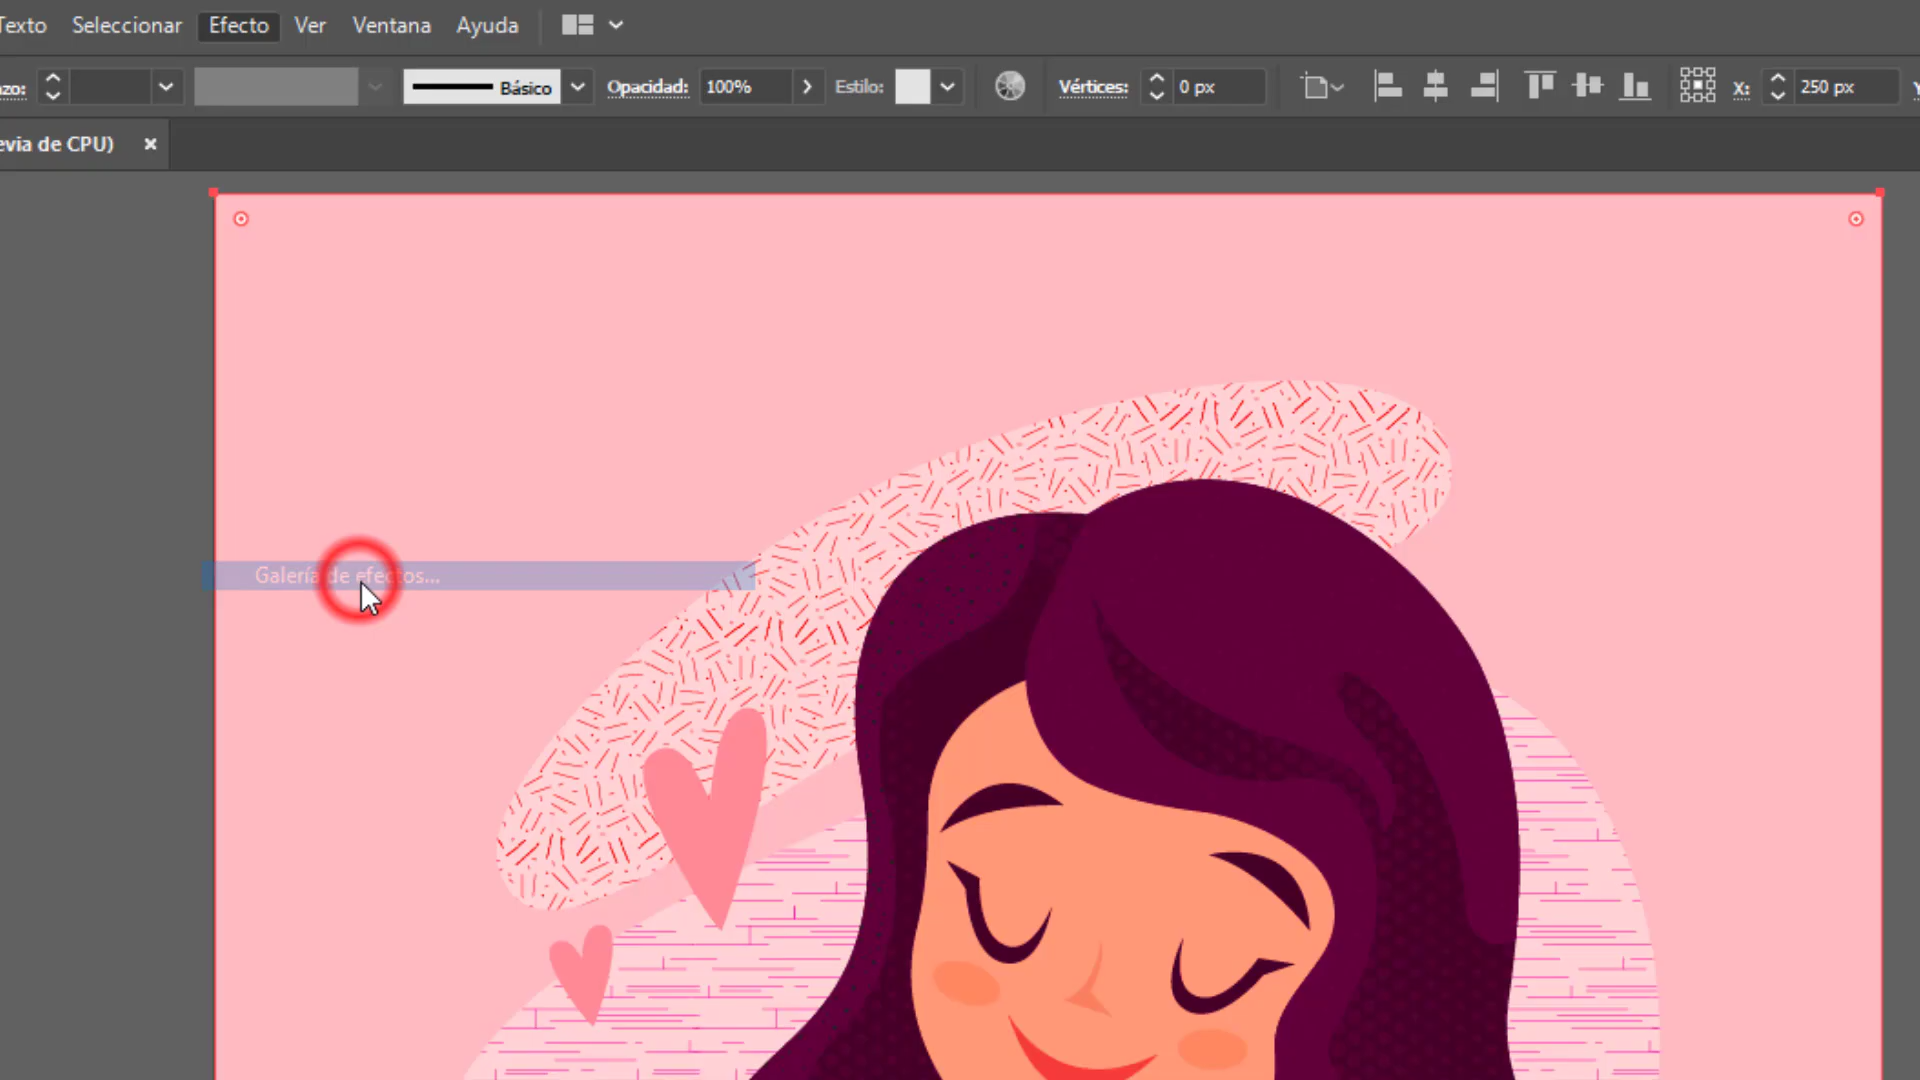 Texto Seleccionar Efecto Ver Ventana Ayuda
zo: Básico Opacidad: 100% Estilo: Vértices: 0 px X: 250 px Y
evia de CPU) ×
Galería de efectos...